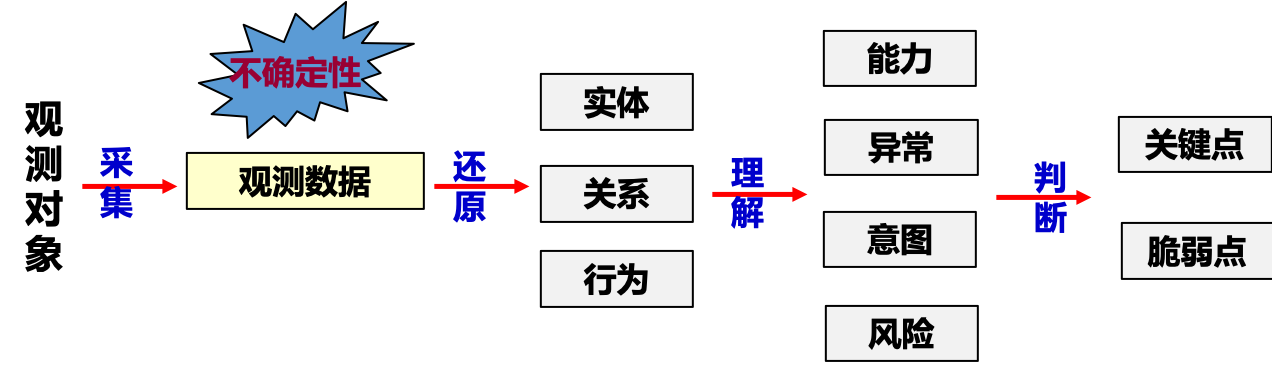 观测对象
采集
不确定性
观测数据
还原
实体
关系
行为
理解
能力
异常
意图
风险
判断
关键点
脆弱点